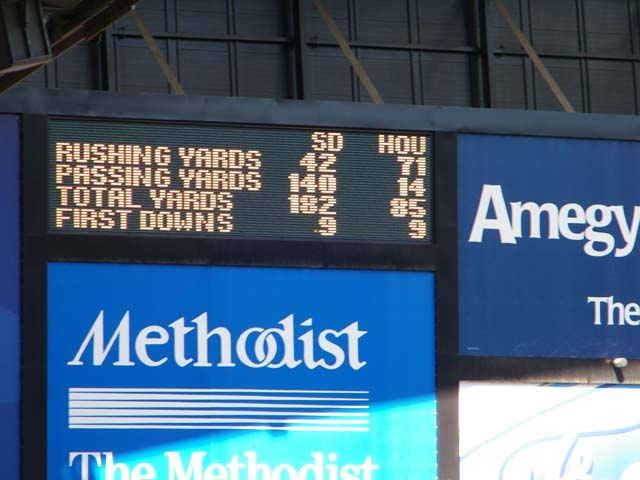 SD HOU
RUSHING YARDS 42 71
PASSING YARDS 140 14
TOTAL YARDS 182 85
FIRST DOWNS 9 9
Methodist
The Methodist
Amegy
The